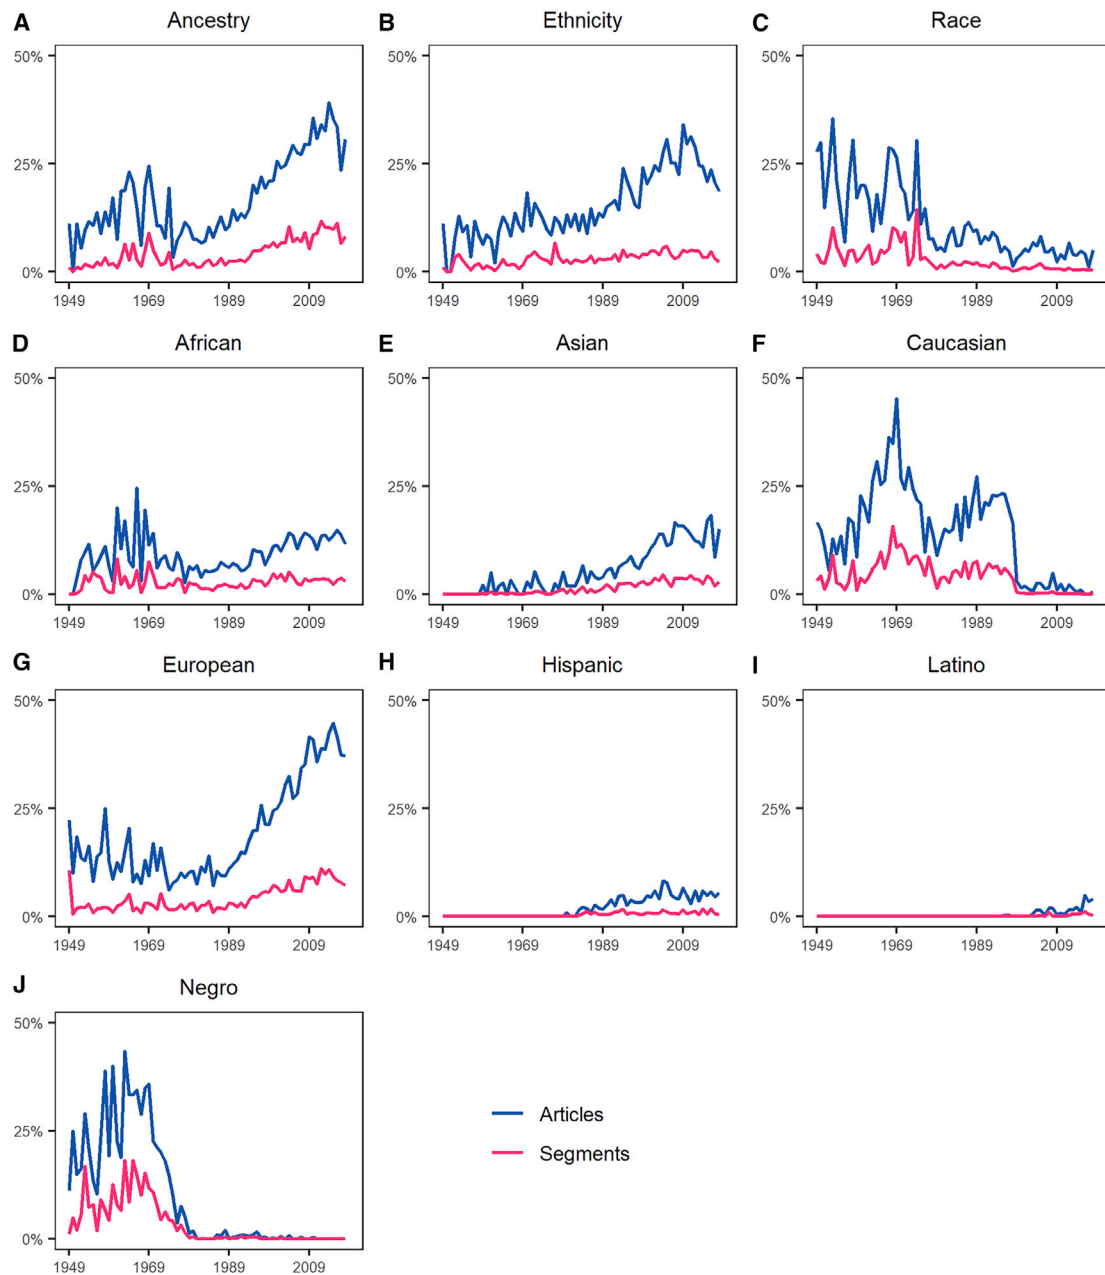 A Ancestry
50%
25%
0%
1949 1969 1989 2009
B Ethnicity
50%
25%
0%
1949 1969 1989 2009
C Race
50%
25%
0%
1949 1969 1989 2009
D African
50%
25%
0%
1949 1969 1989 2009
E Asian
50%
25%
0%
1949 1969 1989 2009
F Caucasian
50%
25%
0%
1949 1969 1989 2009
G European
50%
25%
0%
1949 1969 1989 2009
H Hispanic
50%
25%
0%
1949 1969 1989 2009
I Latino
50%
25%
0%
1949 1969 1989 2009
J Negro
50%
25%
0%
1949 1969 1989 2009
Articles
Segments